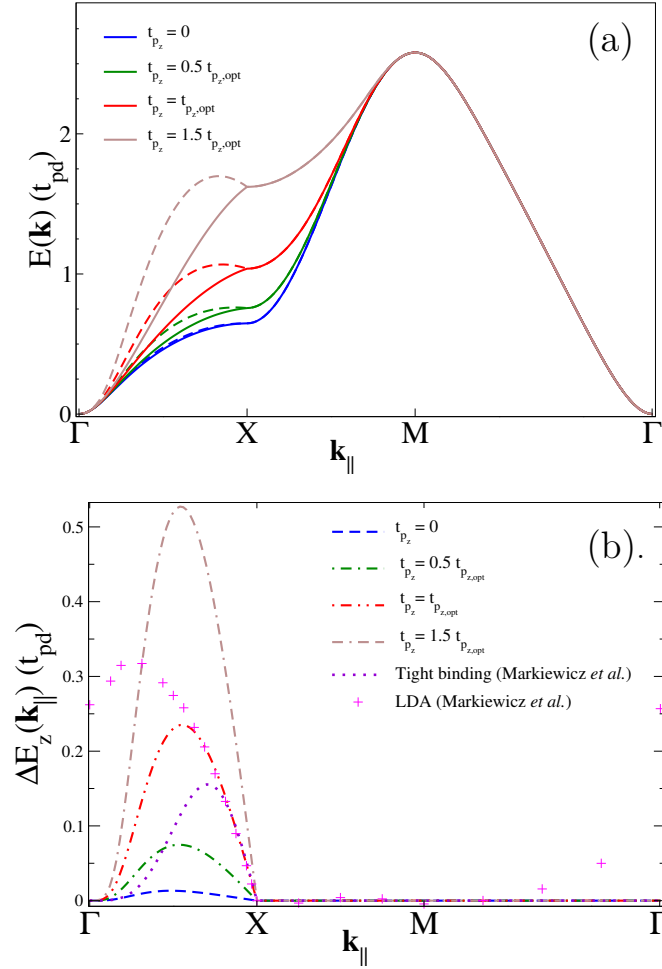 (a)
t_{p_z} = 0
t_{p_z} = 0.5 t_{p_z,opt}
t_{p_z} = t_{p_z,opt}
t_{p_z} = 1.5 t_{p_z,opt}
E(k) (t_{pd})
2
1
0
Γ X M Γ
k_∥
(b).
t_{p_z} = 0
t_{p_z} = 0.5 t_{p_z,opt}
t_{p_z} = t_{p_z,opt}
t_{p_z} = 1.5 t_{p_z,opt}
Tight binding (Markiewicz et al.)
LDA (Markiewicz et al.)
ΔE_z(k_∥) (t_{pd})
0.5
0.4
0.3
0.2
0.1
0
Γ X M Γ
k_∥